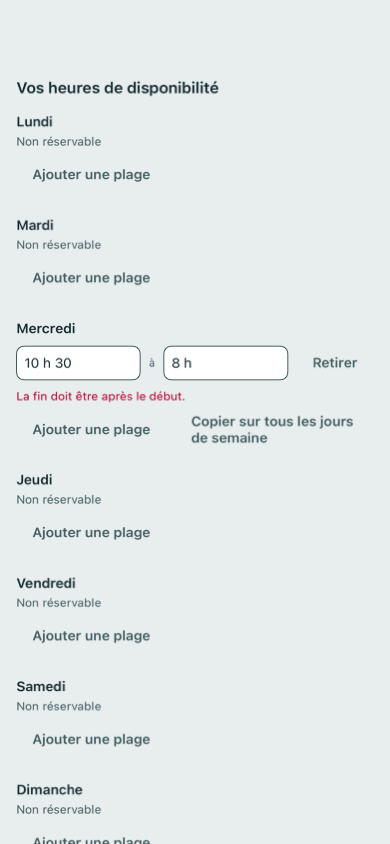 Vos heures de disponibilité
Lundi
Non réservable
Ajouter une plage
Mardi
Non réservable
Ajouter une plage
Mercredi
10 h 30 à 8 h Retirer
La fin doit être après le début.
Ajouter une plage
Copier sur tous les jours
de semaine
Jeudi
Non réservable
Ajouter une plage
Vendredi
Non réservable
Ajouter une plage
Samedi
Non réservable
Ajouter une plage
Dimanche
Non réservable
Ajouter une plage